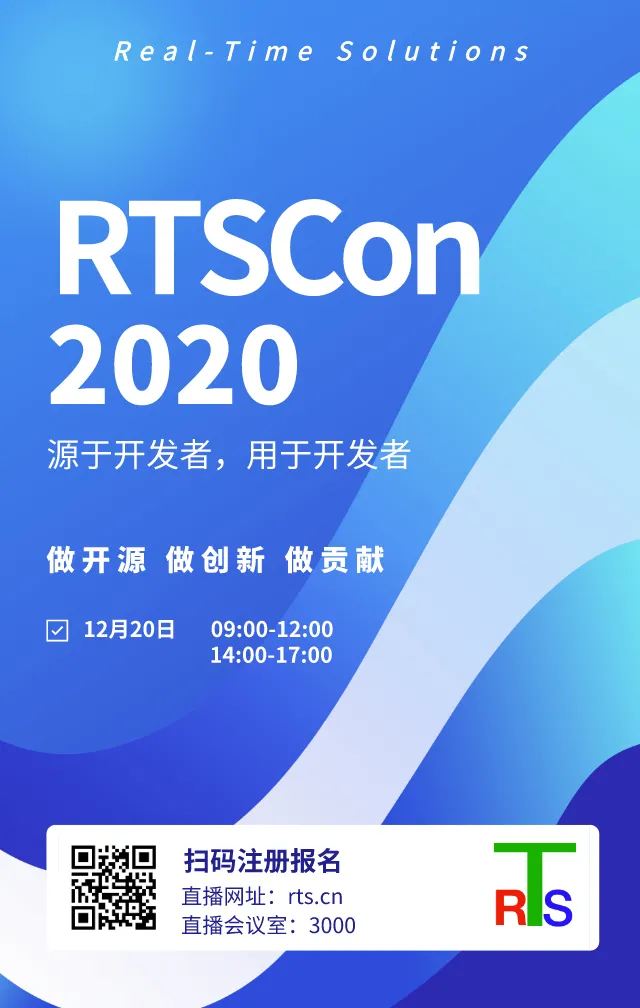 Real-Time Solutions
RTSCon
2020
源于开发者，用于开发者
做开源 做创新 做贡献
12月20日 09:00-12:00
14:00-17:00
扫码注册报名
直播网址：rts.cn
直播会议室：3000
RTS